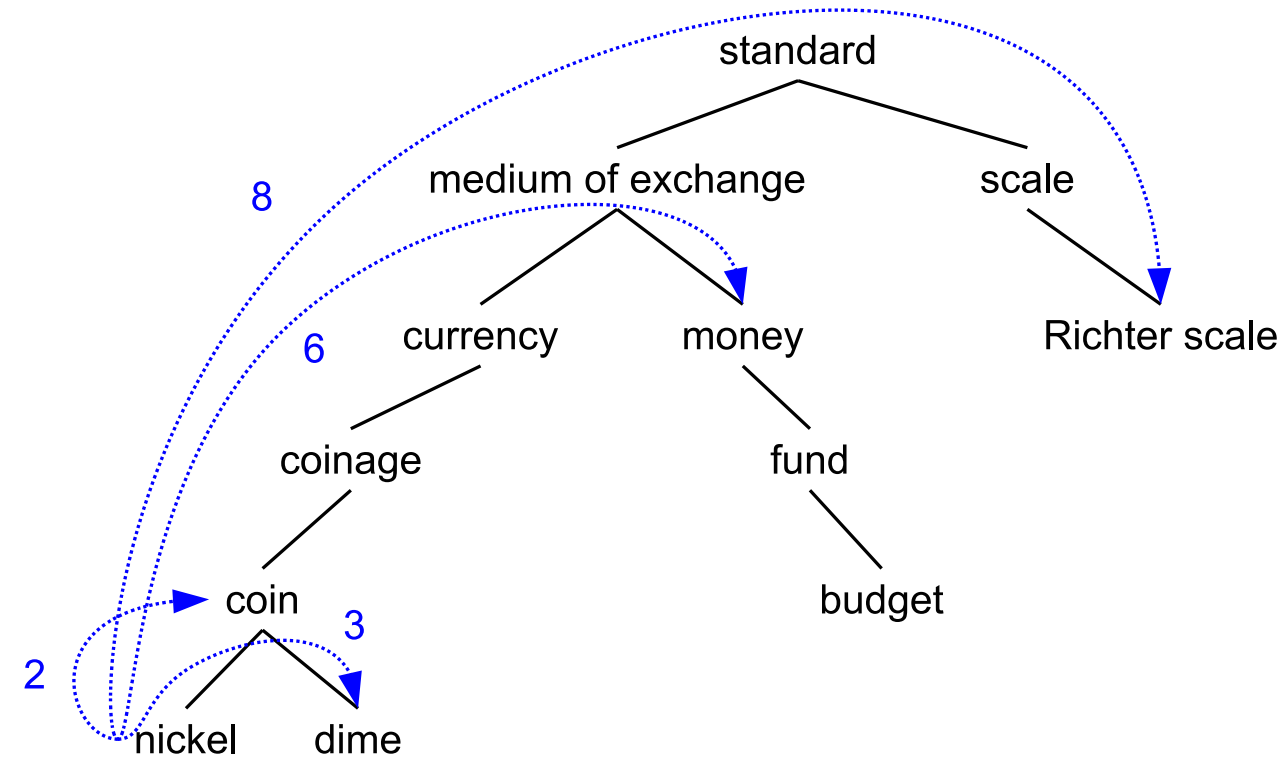 standard
8
medium of exchange
scale
6
currency
money
Richter scale
coinage
fund
coin
3
budget
2
nickel
dime